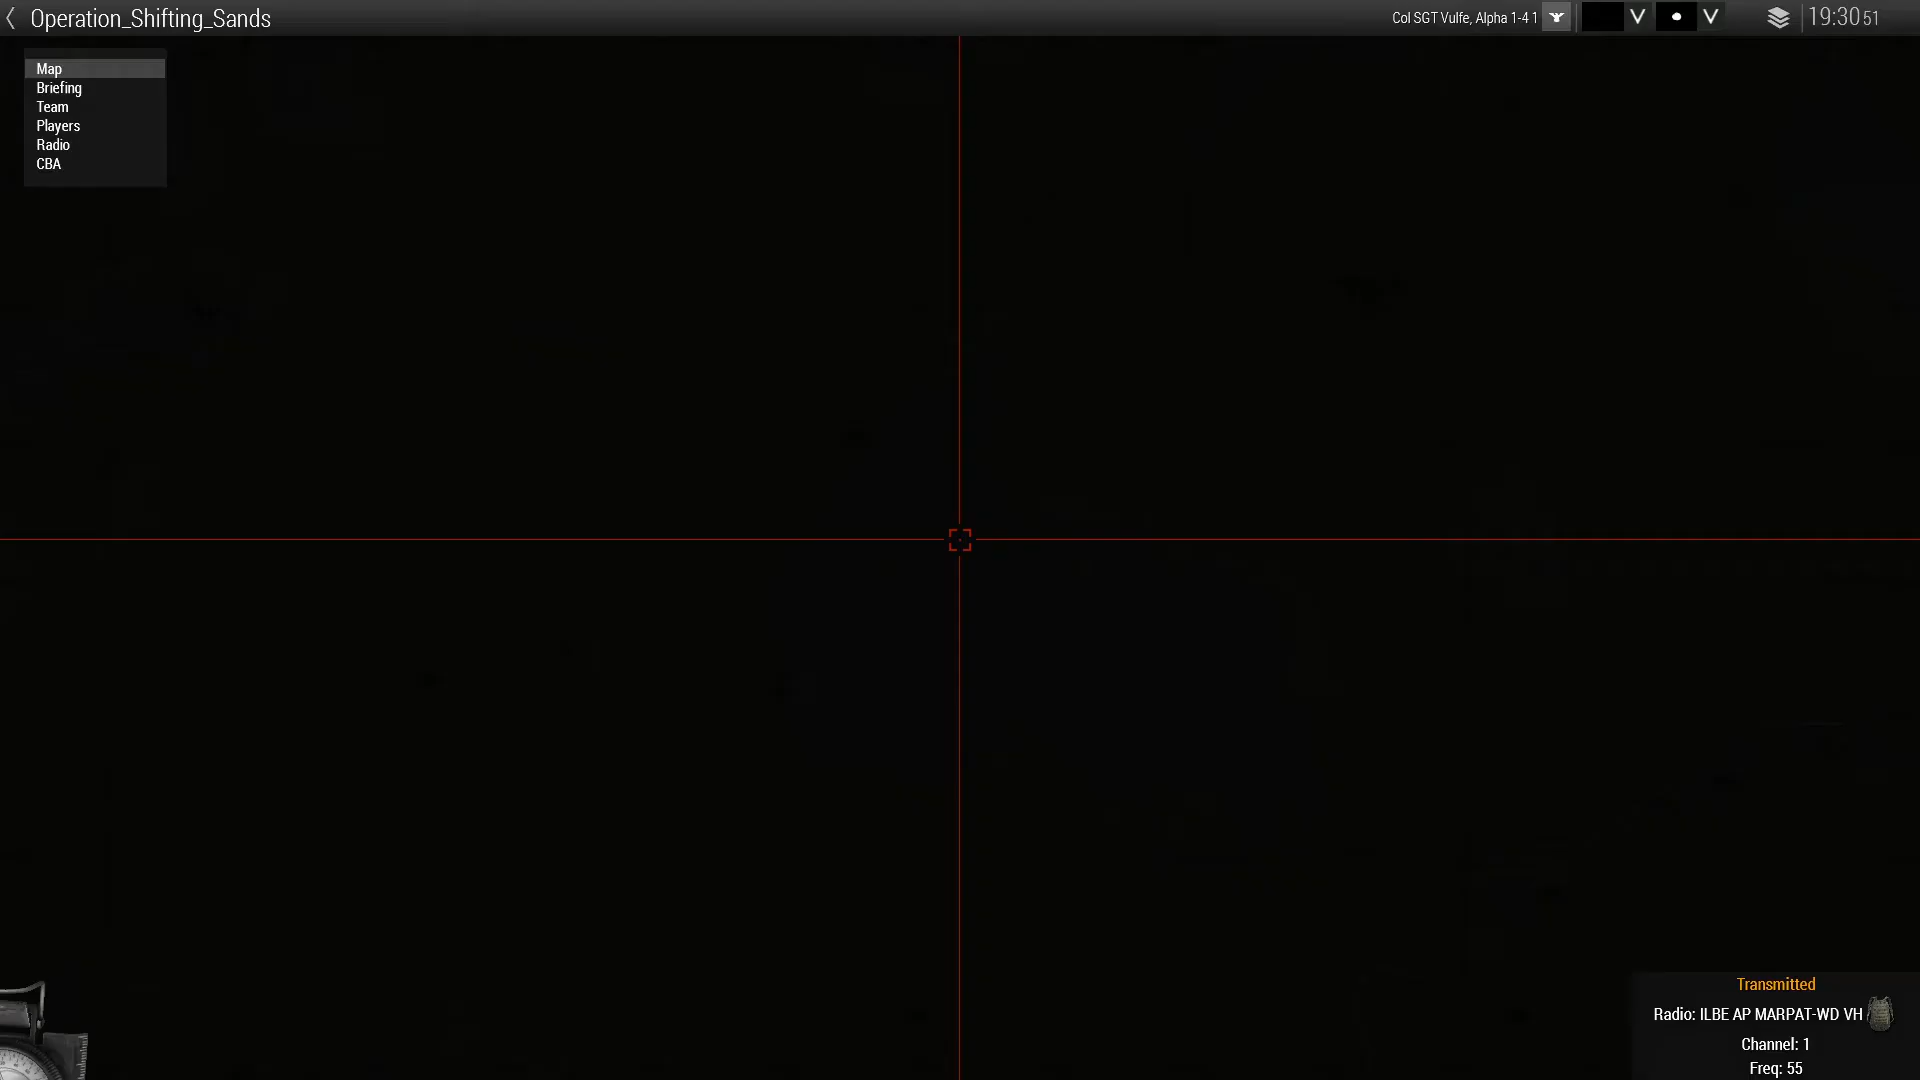 Operation_Shifting_Sands
Col SGT Vulfe, Alpha 1-4 1
19:30 51
Map
Briefing
Team
Players
Radio
CBA
Transmitted
Radio: ILBE AP MARPAT-WD VH
Channel: 1
Freq: 55